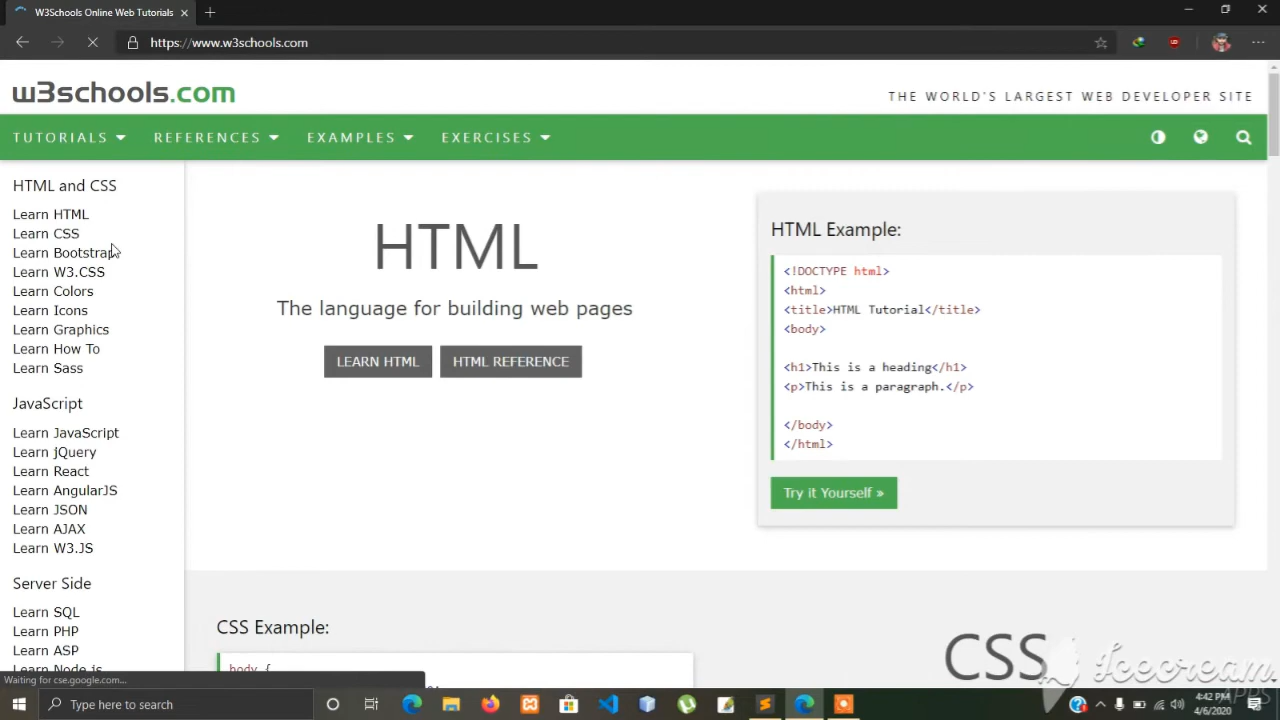 W3Schools Online Web Tutorials
https://www.w3schools.com
w3schools.com
THE WORLD'S LARGEST WEB DEVELOPER SITE
TUTORIALS REFERENCES EXAMPLES EXERCISES
HTML and CSS
Learn HTML
Learn CSS
Learn Bootstrap
Learn W3.CSS
Learn Colors
Learn Icons
Learn Graphics
Learn How To
Learn Sass
JavaScript
Learn JavaScript
Learn jQuery
Learn React
Learn AngularJS
Learn JSON
Learn AJAX
Learn W3.JS
Server Side
Learn SQL
Learn PHP
Learn ASP
Learn Node.js
HTML
The language for building web pages
LEARN HTML HTML REFERENCE
HTML Example:
<!DOCTYPE html>
<html>
<title>HTML Tutorial</title>
<body>
<h1>This is a heading</h1>
<p>This is a paragraph.</p>
</body>
</html>
Try it Yourself »
CSS Example:
body {
CSS
Icecream
APPS
Waiting for cse.google.com...
Type here to search
4:42 PM
4/6/2020